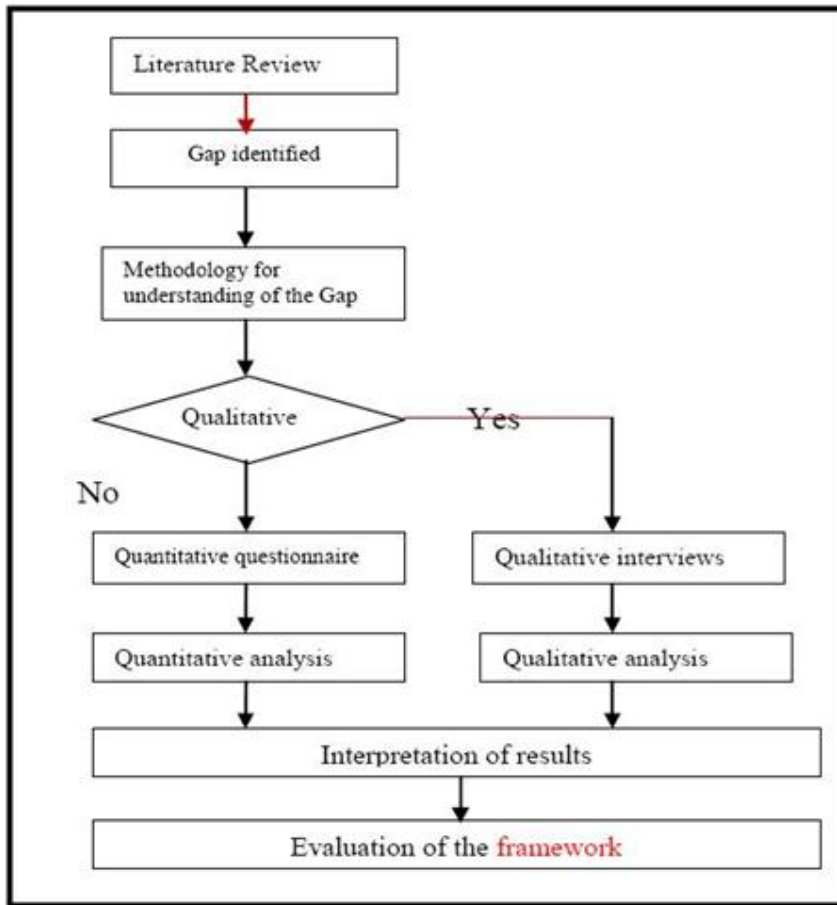 Literature Review
Gap identified
Methodology for
understanding of the Gap
Qualitative
Yes
No
Quantitative questionnaire
Qualitative interviews
Quantitative analysis
Qualitative analysis
Interpretation of results
Evaluation of the framework